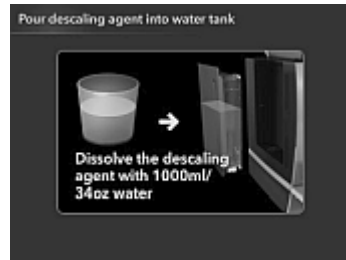 Pour descaling agent into water tank
Dissolve the descaling
agent with 1000ml/
34oz water